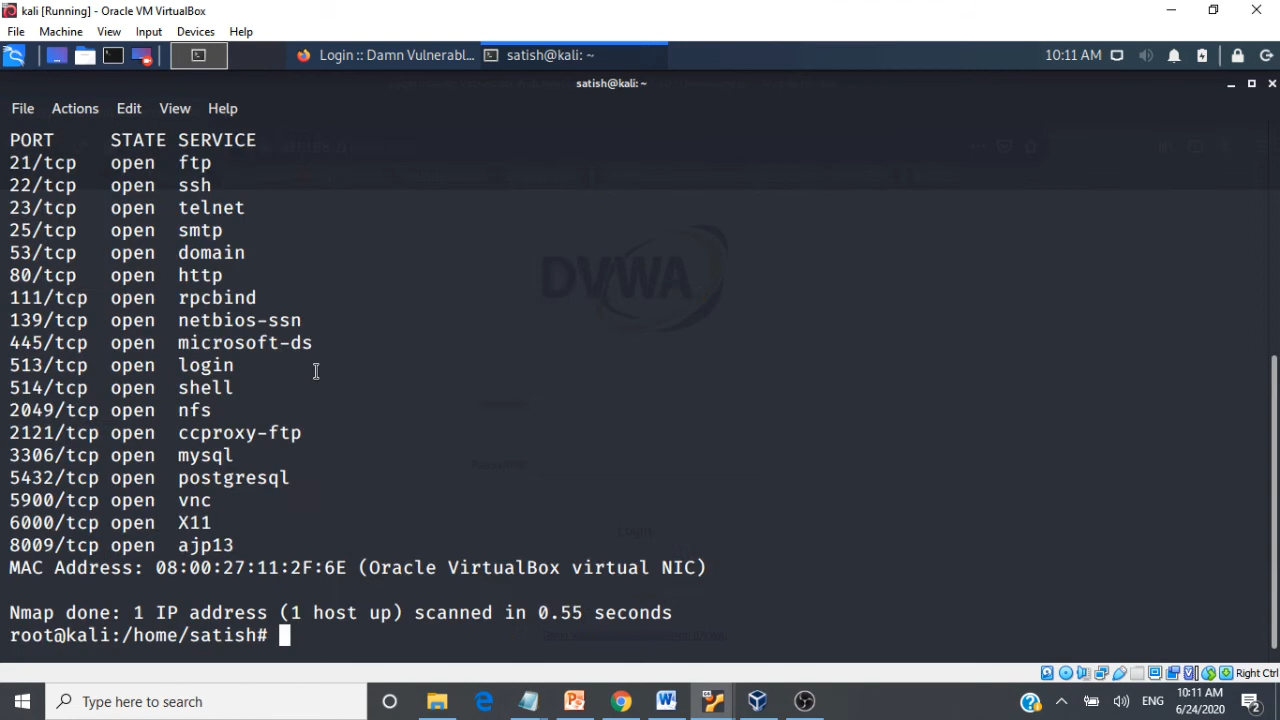 kali [Running] - Oracle VM VirtualBox
File Machine View Input Devices Help
Login :: Damn Vulnerabl... satish@kali: ~ 10:11 AM
satish@kali: ~
File Actions Edit View Help
PORT STATE SERVICE
21/tcp open ftp
22/tcp open ssh
23/tcp open telnet
25/tcp open smtp
53/tcp open domain
80/tcp open http
111/tcp open rpcbind
139/tcp open netbios-ssn
445/tcp open microsoft-ds
513/tcp open login
514/tcp open shell
2049/tcp open nfs
2121/tcp open ccproxy-ftp
3306/tcp open mysql
5432/tcp open postgresql
5900/tcp open vnc
6000/tcp open X11
8009/tcp open ajp13
MAC Address: 08:00:27:11:2F:6E (Oracle VirtualBox virtual NIC)
Nmap done: 1 IP address (1 host up) scanned in 0.55 seconds
root@kali:/home/satish#
DVWA
Password
Login
Right Ctrl
Type here to search
ENG
10:11 AM
6/24/2020
2